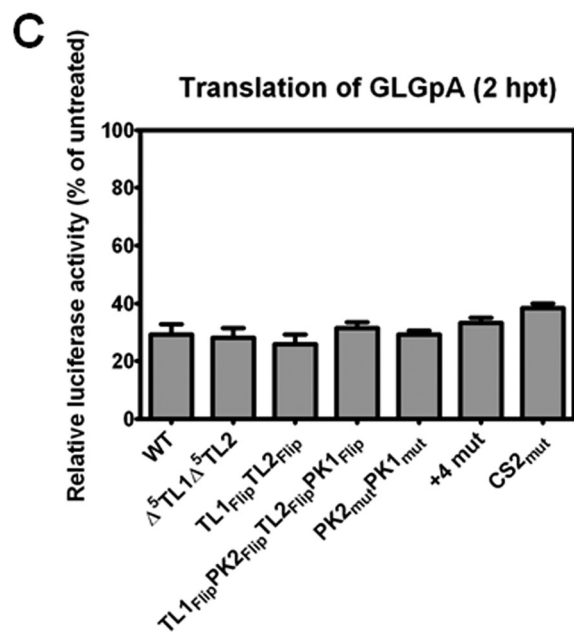 C
Translation of GLGpA (2 hpt)
Relative luciferase activity (% of untreated)
100
80
60
40
20
0
WT
Δ⁵TL1Δ⁵TL2
TL1FlipTL2Flip
TL1FlipPK2FlipTL2FlipPK1Flip
PK2mutPK1mut
+4 mut
CS2mut